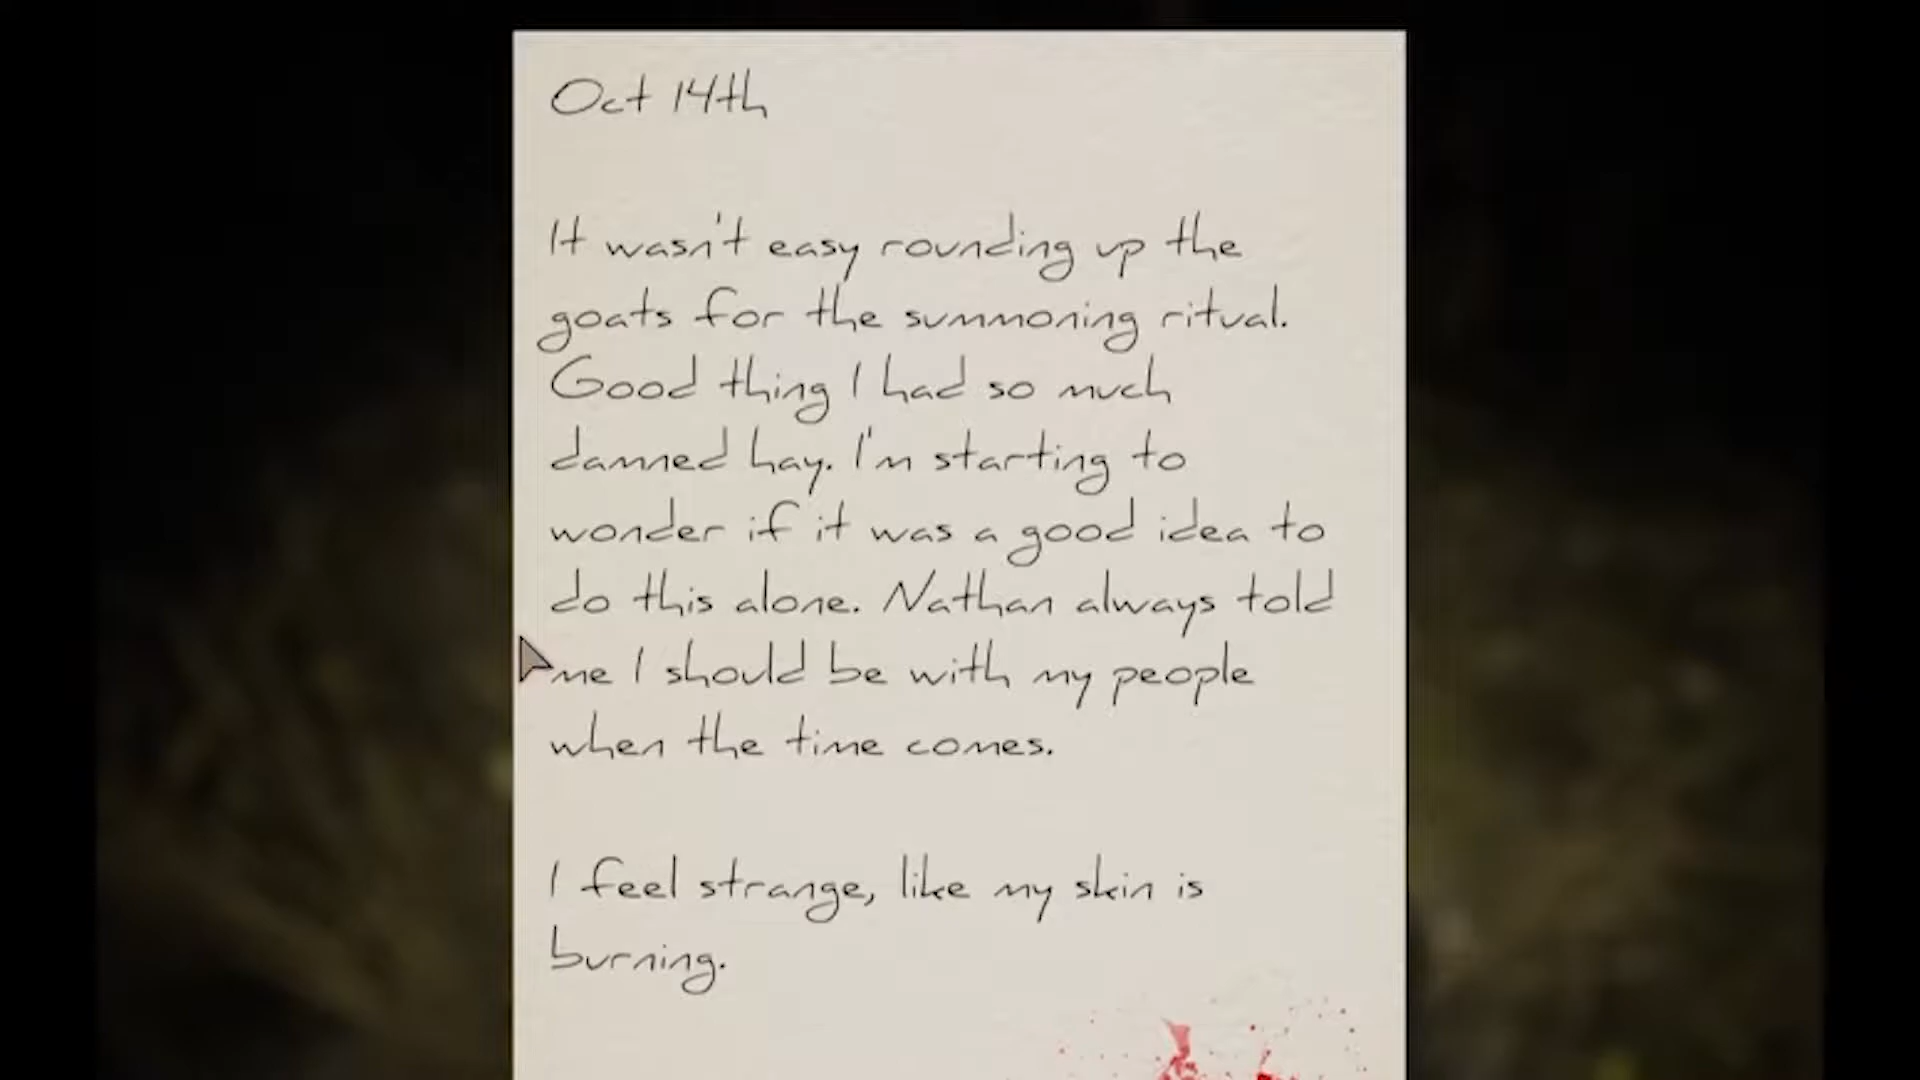 Oct 14th
It wasn't easy rounding up the
goats for the summoning ritual.
Good thing I had so much
damned hay. I'm starting to
wonder if it was a good idea to
do this alone. Nathan always told
me I should be with my people
when the time comes.
I feel strange, like my skin is
burning.